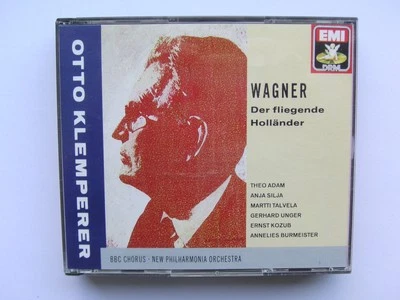 OTTO KLEMPERER
EMI
DRM
WAGNER
Der fliegende
Holländer
THEO ADAM
ANJA SILJA
MARTTI TALVELA
GERHARD UNGER
ERNST KOZUB
ANNELIES BURMEISTER
BBC CHORUS · NEW PHILHARMONIA ORCHESTRA